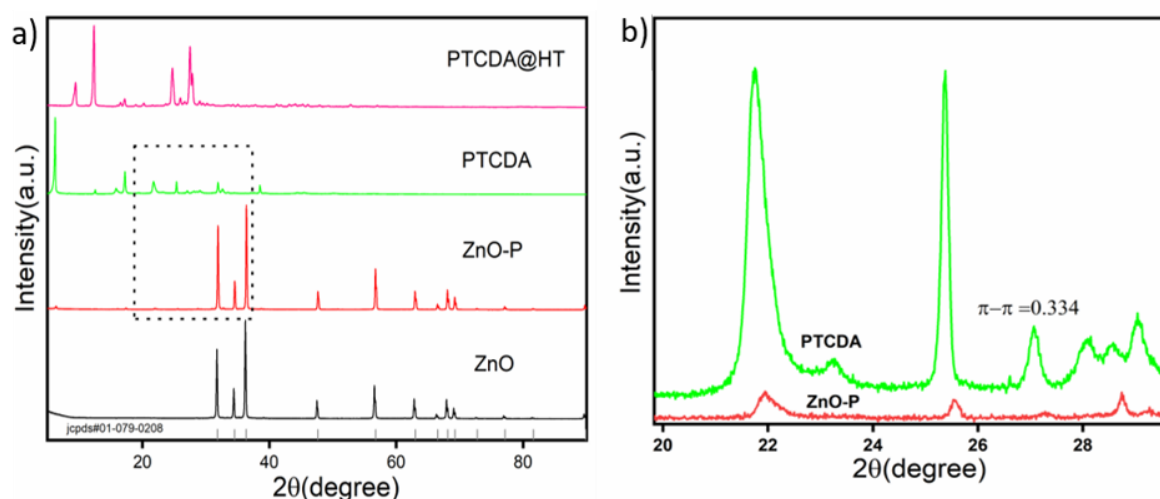 a)
PTCDA@HT
PTCDA
ZnO-P
ZnO
jcpds#01-079-0208
Intensity(a.u.)
20 40 60 80
2θ(degree)
b)
π−π =0.334
PTCDA
ZnO-P
Intensity(a.u.)
20 22 24 26 28
2θ(degree)